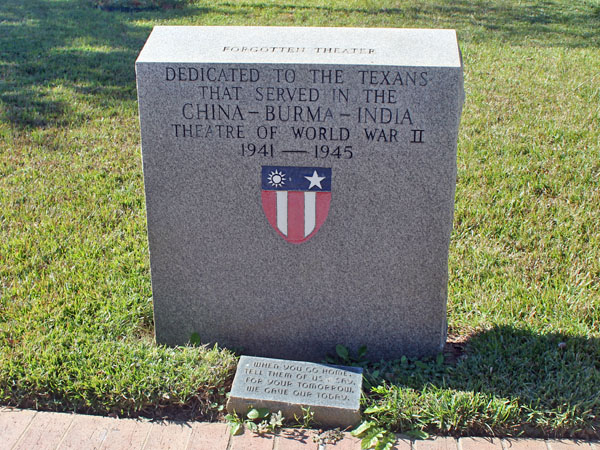 FORGOTTEN THEATER
DEDICATED TO THE TEXANS
THAT SERVED IN THE
CHINA - BURMA - INDIA
THEATRE OF WORLD WAR II
1941 — 1945
WHEN YOU GO HOME,
TELL THEM OF US, SAY,
FOR YOUR TOMORROW,
WE GAVE OUR TODAY.